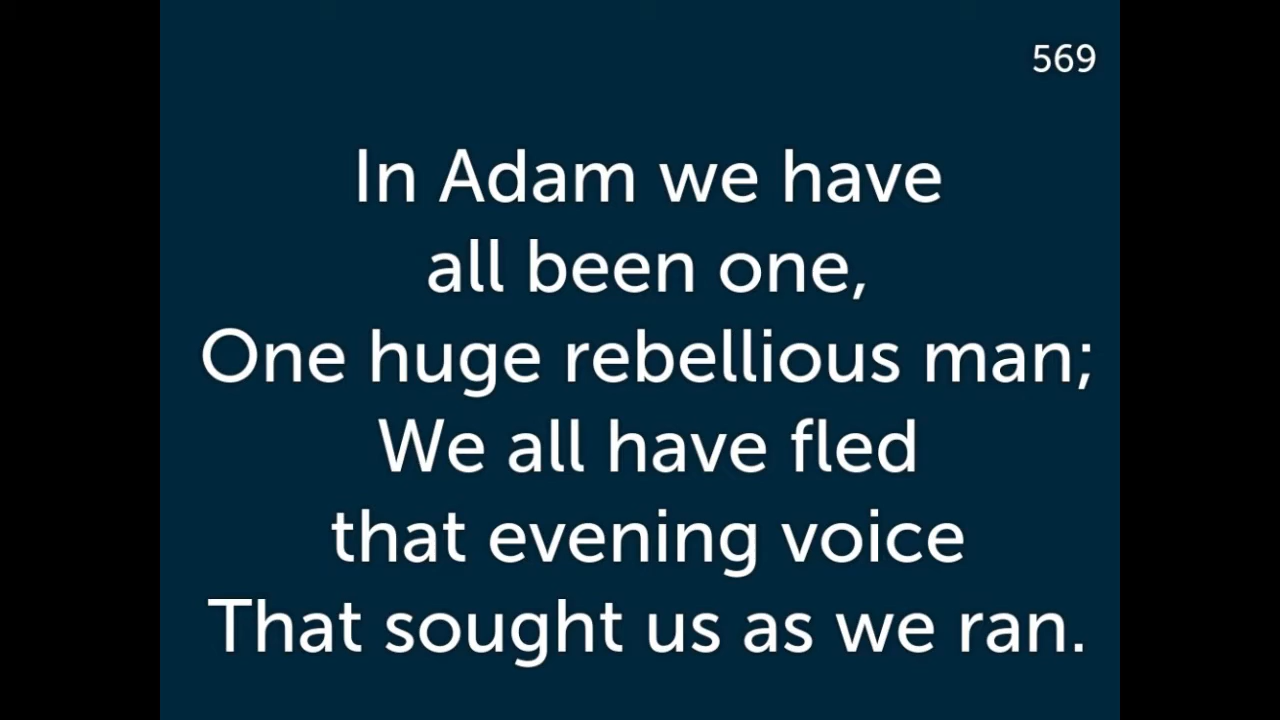 569
In Adam we have
all been one,
One huge rebellious man;
We all have fled
that evening voice
That sought us as we ran.